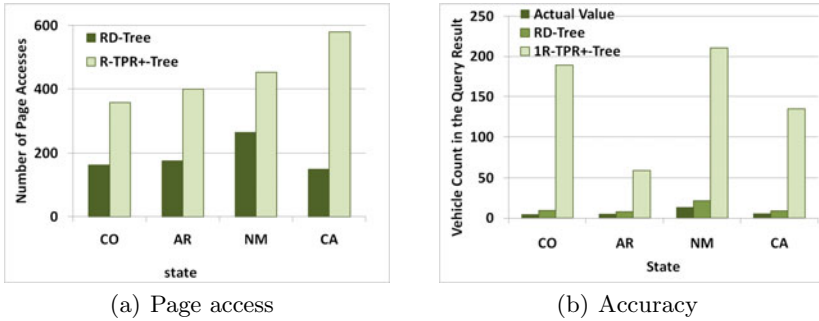 600
400
200
0
Number of Page Accesses
RD-Tree
R-TPR+-Tree
CO AR NM CA
state
(a) Page access
250
200
150
100
50
0
Vehicle Count in the Query Result
Actual Value
RD-Tree
1R-TPR+-Tree
CO AR NM CA
State
(b) Accuracy